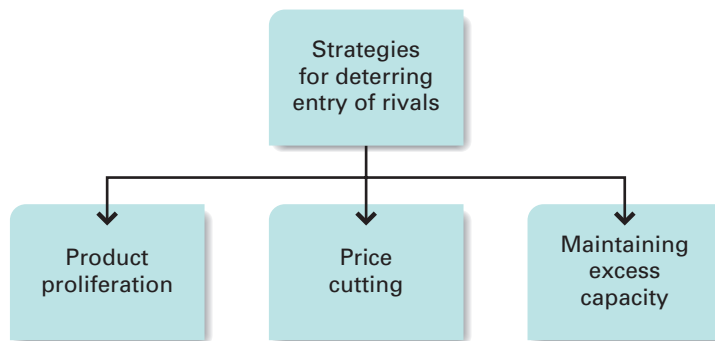 Strategies
for deterring
entry of rivals
Product
proliferation
Price
cutting
Maintaining
excess
capacity